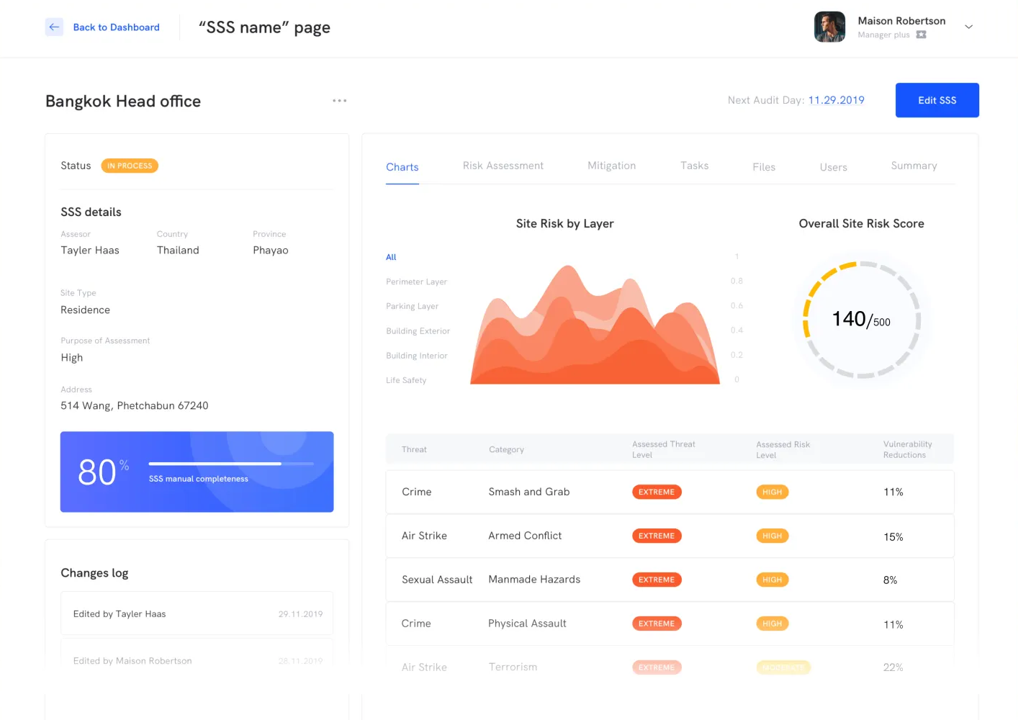 Back to Dashboard
“SSS name” page
Maison Robertson
Manager plus
Bangkok Head office
Next Audit Day: 11.29.2019
Edit SSS
Status
IN PROCESS
SSS details
Assesor
Country
Province
Tayler Haas
Thailand
Phayao
Site Type
Residence
Purpose of Assessment
High
Address
514 Wang, Phetchabun 67240
80%
SSS manual completeness
Changes log
Edited by Tayler Haas
29.11.2019
Edited by Maison Robertson
28.11.2019
Charts
Risk Assessment
Mitigation
Tasks
Files
Users
Summary
Site Risk by Layer
All
Perimeter Layer
Parking Layer
Building Exterior
Building Interior
Life Safety
1
0.8
0.6
0.4
0.2
0
Overall Site Risk Score
140/500
Threat
Category
Assessed Threat
Level
Assessed Risk
Level
Vulnerability
Reductions
Crime
Smash and Grab
EXTREME
HIGH
11%
Air Strike
Armed Conflict
EXTREME
HIGH
15%
Sexual Assault
Manmade Hazards
EXTREME
HIGH
8%
Crime
Physical Assault
EXTREME
HIGH
11%
Air Strike
Terrorism
EXTREME
22%